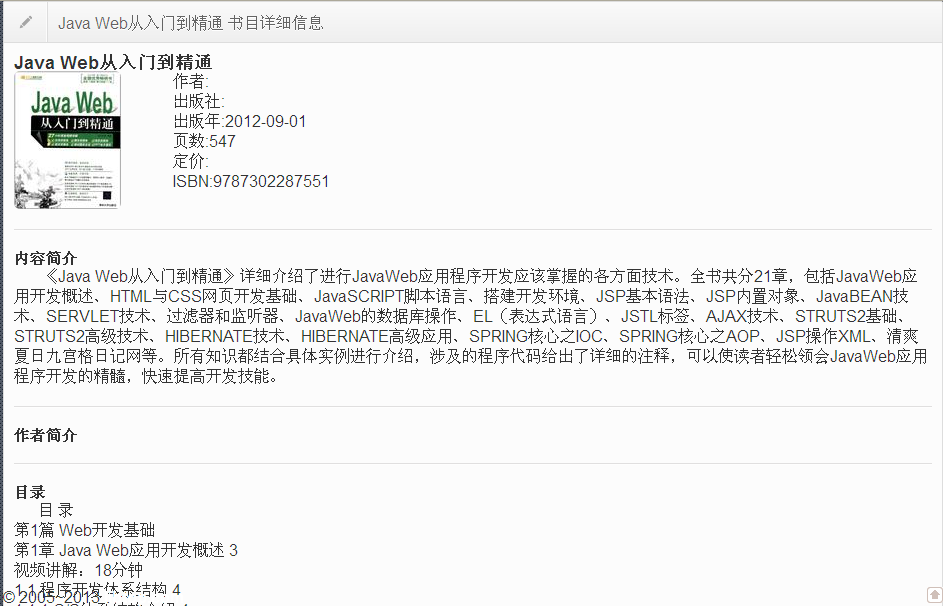 Java Web从入门到精通 书目详细信息
Java Web从入门到精通
Java Web
从入门到精通
作者:
出版社:
出版年:2012-09-01
页数:547
定价:
ISBN:9787302287551
内容简介
《Java Web从入门到精通》详细介绍了进行JavaWeb应用程序开发应该掌握的各方面技术。全书共分21章，包括JavaWeb应
用开发概述、HTML与CSS网页开发基础、JavaSCRIPT脚本语言、搭建开发环境、JSP基本语法、JSP内置对象、JavaBEAN技
术、SERVLET技术、过滤器和监听器、JavaWeb的数据库操作、EL（表达式语言）、JSTL标签、AJAX技术、STRUTS2基础、
STRUTS2高级技术、HIBERNATE技术、HIBERNATE高级应用、SPRING核心之IOC、SPRING核心之AOP、JSP操作XML、清爽
夏日九宫格日记网等。所有知识都结合具体实例进行介绍，涉及的程序代码给出了详细的注释，可以使读者轻松领会JavaWeb应用
程序开发的精髓，快速提高开发技能。
作者简介
目录
目 录
第1篇 Web开发基础
第1章 Java Web应用开发概述 3
视频讲解：18分钟
1.1 程序开发体系结构 4
© 2005-2013